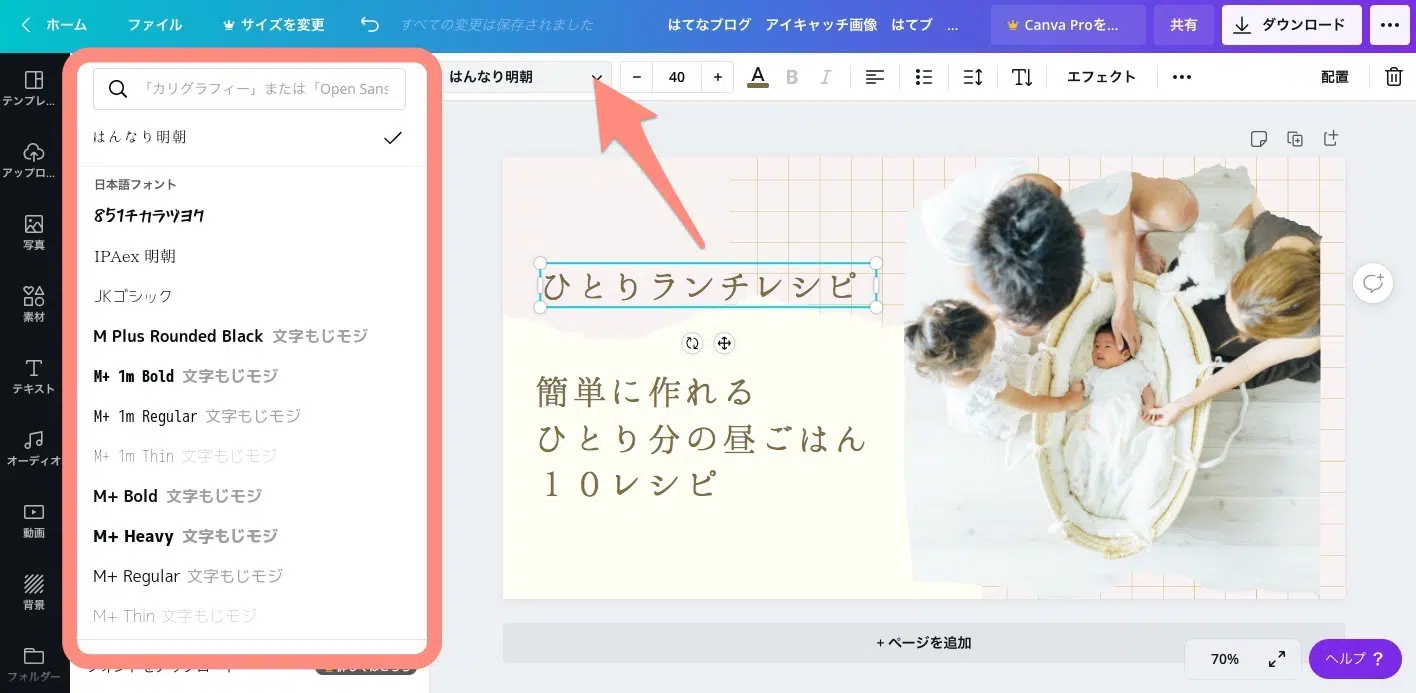 ホーム ファイル サイズを変更 すべての変更は保存されました はてなブログ アイキャッチ画像 はてブ ... Canva Proを... 共有 ダウンロード
はんなり明朝 − 40 + A B I エフェクト 配置
テンプレ...
アップロ...
写真
素材
テキスト
オーディオ
動画
背景
フォルダー
「カリグラフィー」または「Open Sans
はんなり明朝
日本語フォント
851チカラヅヨク
IPAex 明朝
JKゴシック
M Plus Rounded Black 文字もじモジ
M+ 1m Bold 文字もじモジ
M+ 1m Regular 文字もじモジ
M+ 1m Thin 文字もじモジ
M+ Bold 文字もじモジ
M+ Heavy 文字もじモジ
M+ Regular 文字もじモジ
M+ Thin 文字もじモジ
ひとりランチレシピ
簡単に作れる
ひとり分の昼ごはん
１０レシピ
+ ページを追加
70%
ヘルプ ?